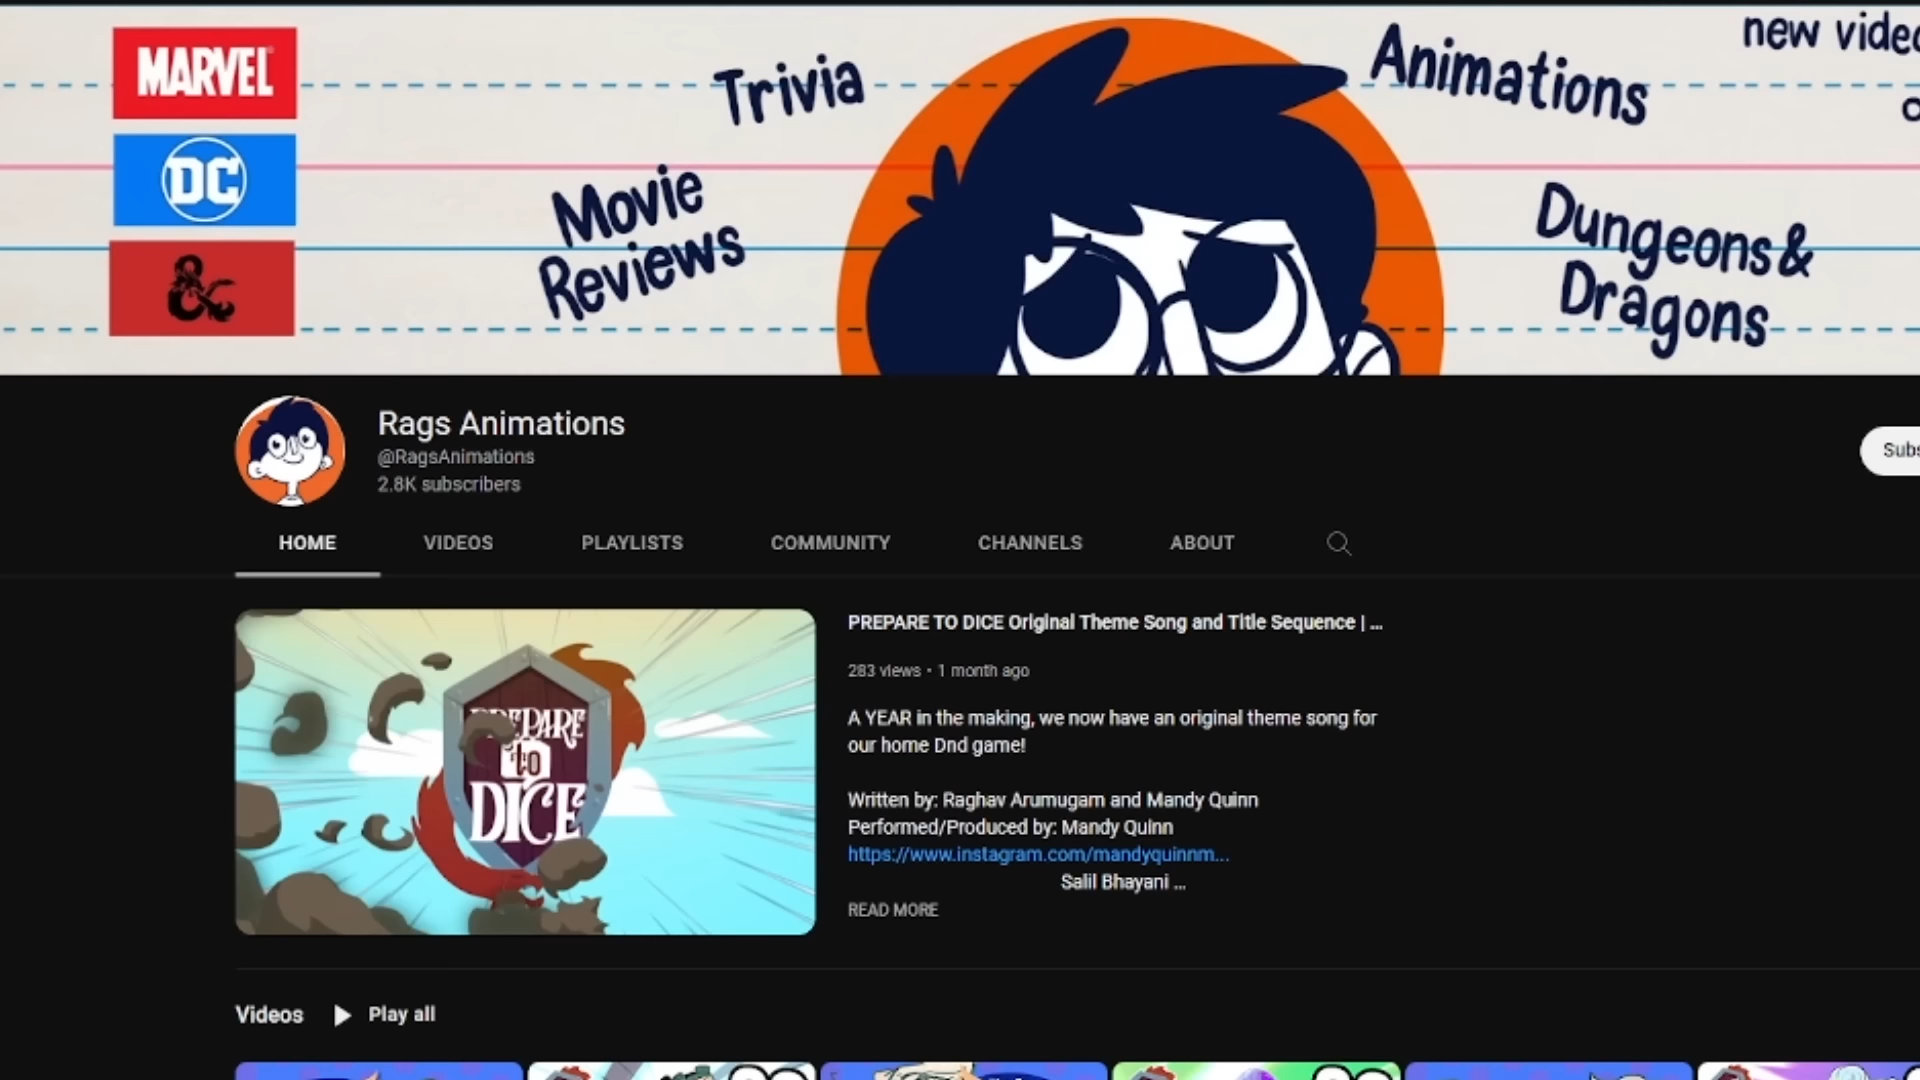 MARVEL
DC
&
Trivia
Movie
Reviews
Animations
new video
Dungeons&
Dragons
Rags Animations
@RagsAnimations
2.8K subscribers
Subs
HOME
VIDEOS
PLAYLISTS
COMMUNITY
CHANNELS
ABOUT
PREPARE
to
DICE
PREPARE TO DICE Original Theme Song and Title Sequence | ...
283 views • 1 month ago
A YEAR in the making, we now have an original theme song for
our home Dnd game!
Written by: Raghav Arumugam and Mandy Quinn
Performed/Produced by: Mandy Quinn
https://www.instagram.com/mandyquinnm...
Salil Bhayani ...
READ MORE
Videos
Play all